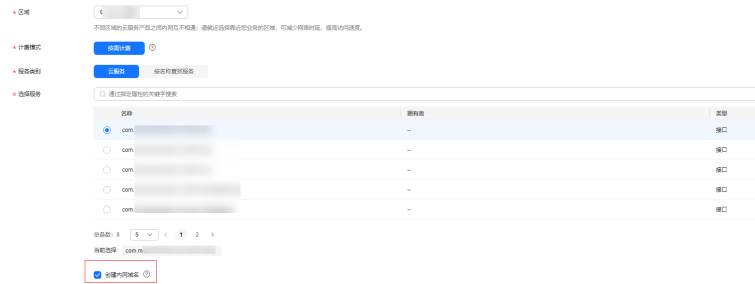 * 区域
不同区域的云服务产品之间内网互不相通；请就近选择靠近您业务的区域，可减少网络时延，提高访问速度。
* 计费模式 按需计费 ?
* 服务类别 云服务 按名称查找服务
* 选择服务 通过指定属性的关键字搜索
名称 拥有者 类型
com. -- 接口
com. -- 接口
com. -- 接口
com. -- 接口
com. -- 接口
总条数: 8 5 < 1 2 >
当前选择: com.m
创建内网域名 ?